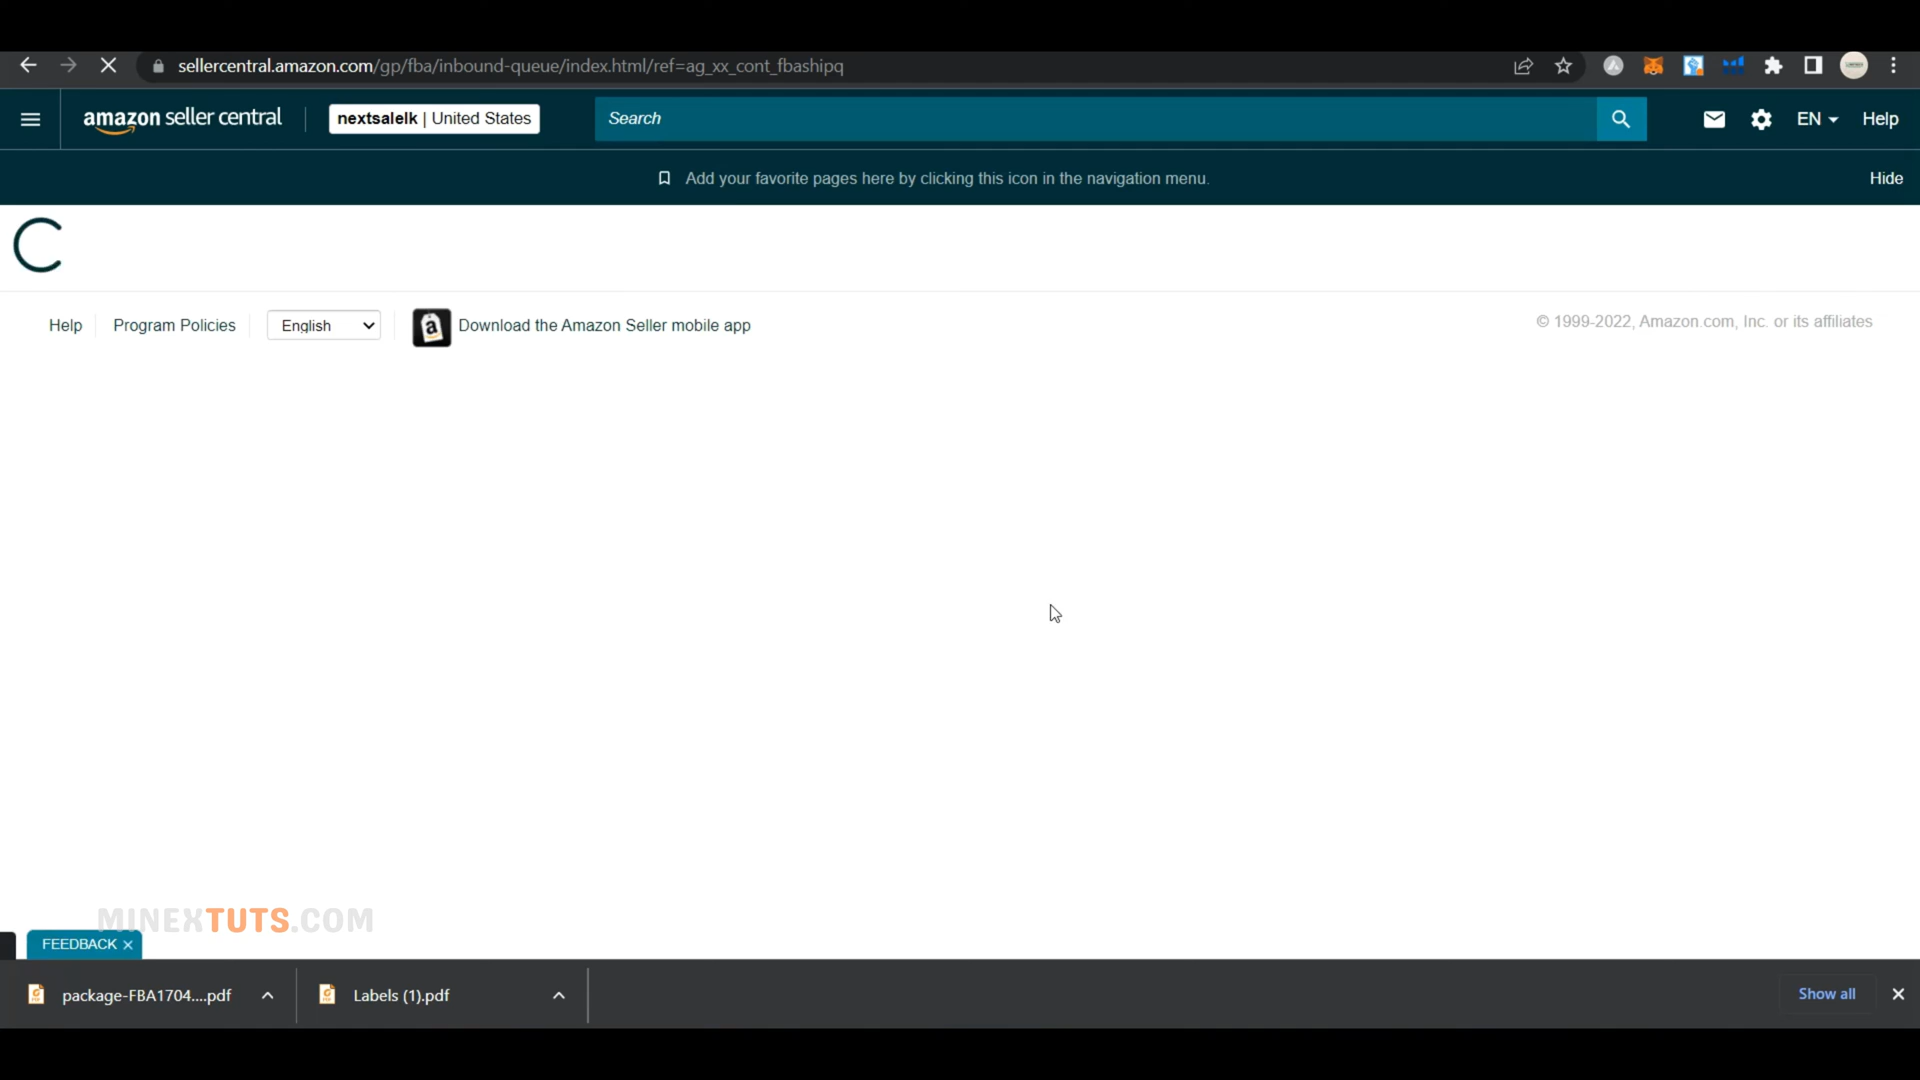 sellercentral.amazon.com/gp/fba/inbound-queue/index.html/ref=ag_xx_cont_fbashipq
amazon seller central
nextsalelk | United States
Search
EN
Help
Add your favorite pages here by clicking this icon in the navigation menu.
Hide
Help
Program Policies
English
Download the Amazon Seller mobile app
© 1999-2022, Amazon.com, Inc. or its affiliates
MINEXTUTS.COM
FEEDBACK
package-FBA1704....pdf
Labels (1).pdf
Show all